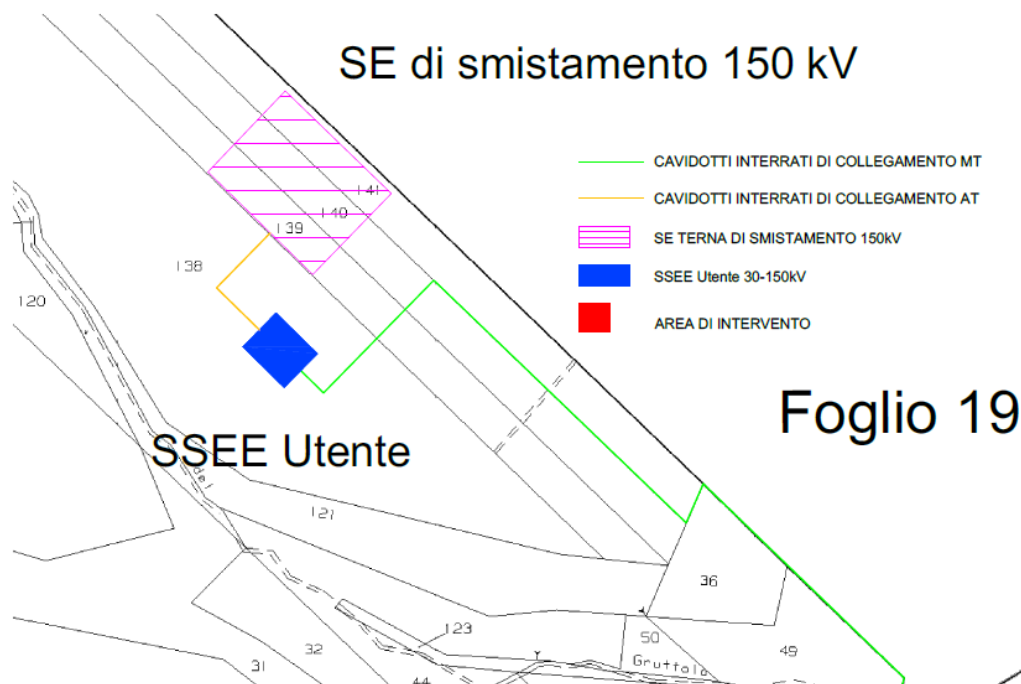 SE di smistamento 150 kV
CAVIDOTTI INTERRATI DI COLLEGAMENTO MT
CAVIDOTTI INTERRATI DI COLLEGAMENTO AT
SE TERNA DI SMISTAMENTO 150kV
SSEE Utente 30-150kV
AREA DI INTERVENTO
141
140
139
138
120
Foglio 19
SSEE Utente
del
121
36
123
50
Gruttola
49
32
31
44